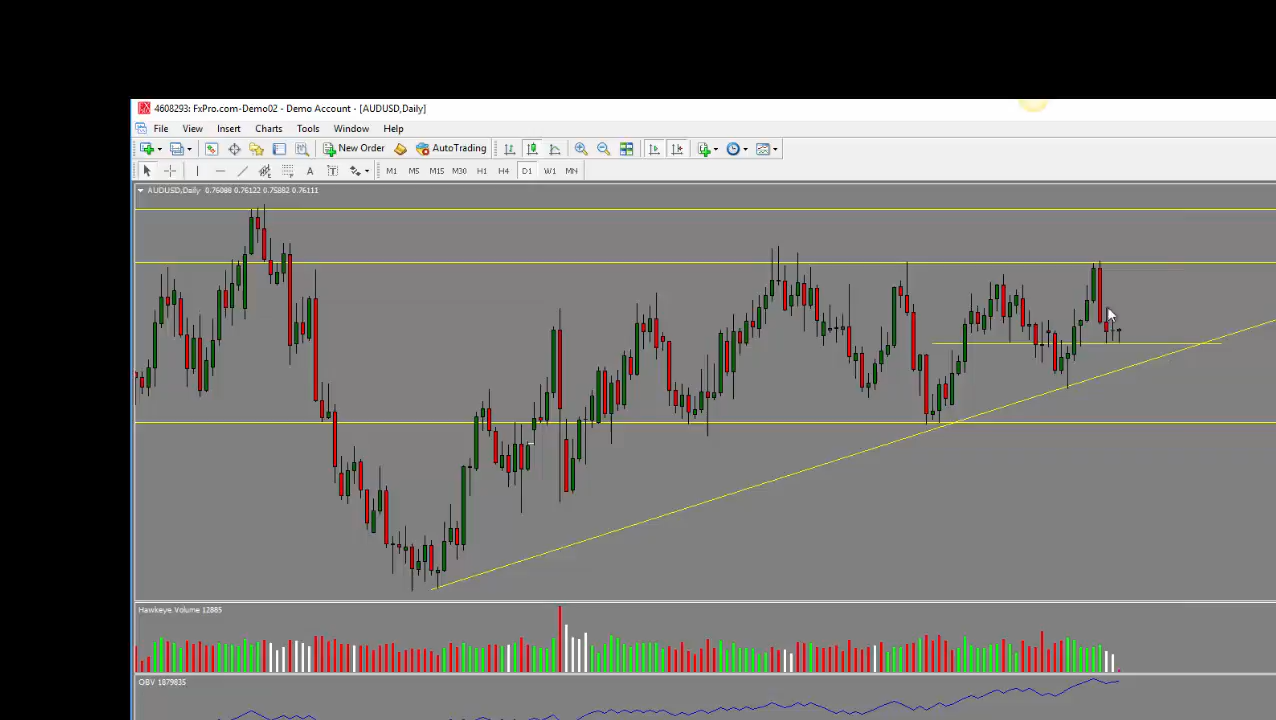 4608293: FxPro.com-Demo02 - Demo Account - [AUDUSD,Daily]
File View Insert Charts Tools Window Help
New Order AutoTrading
A T M1 M5 M15 M30 H1 H4 D1 W1 MN
AUDUSD,Daily 0.76088 0.76122 0.75882 0.76111
Hawkeye_Volume 12885
OBV 1879835